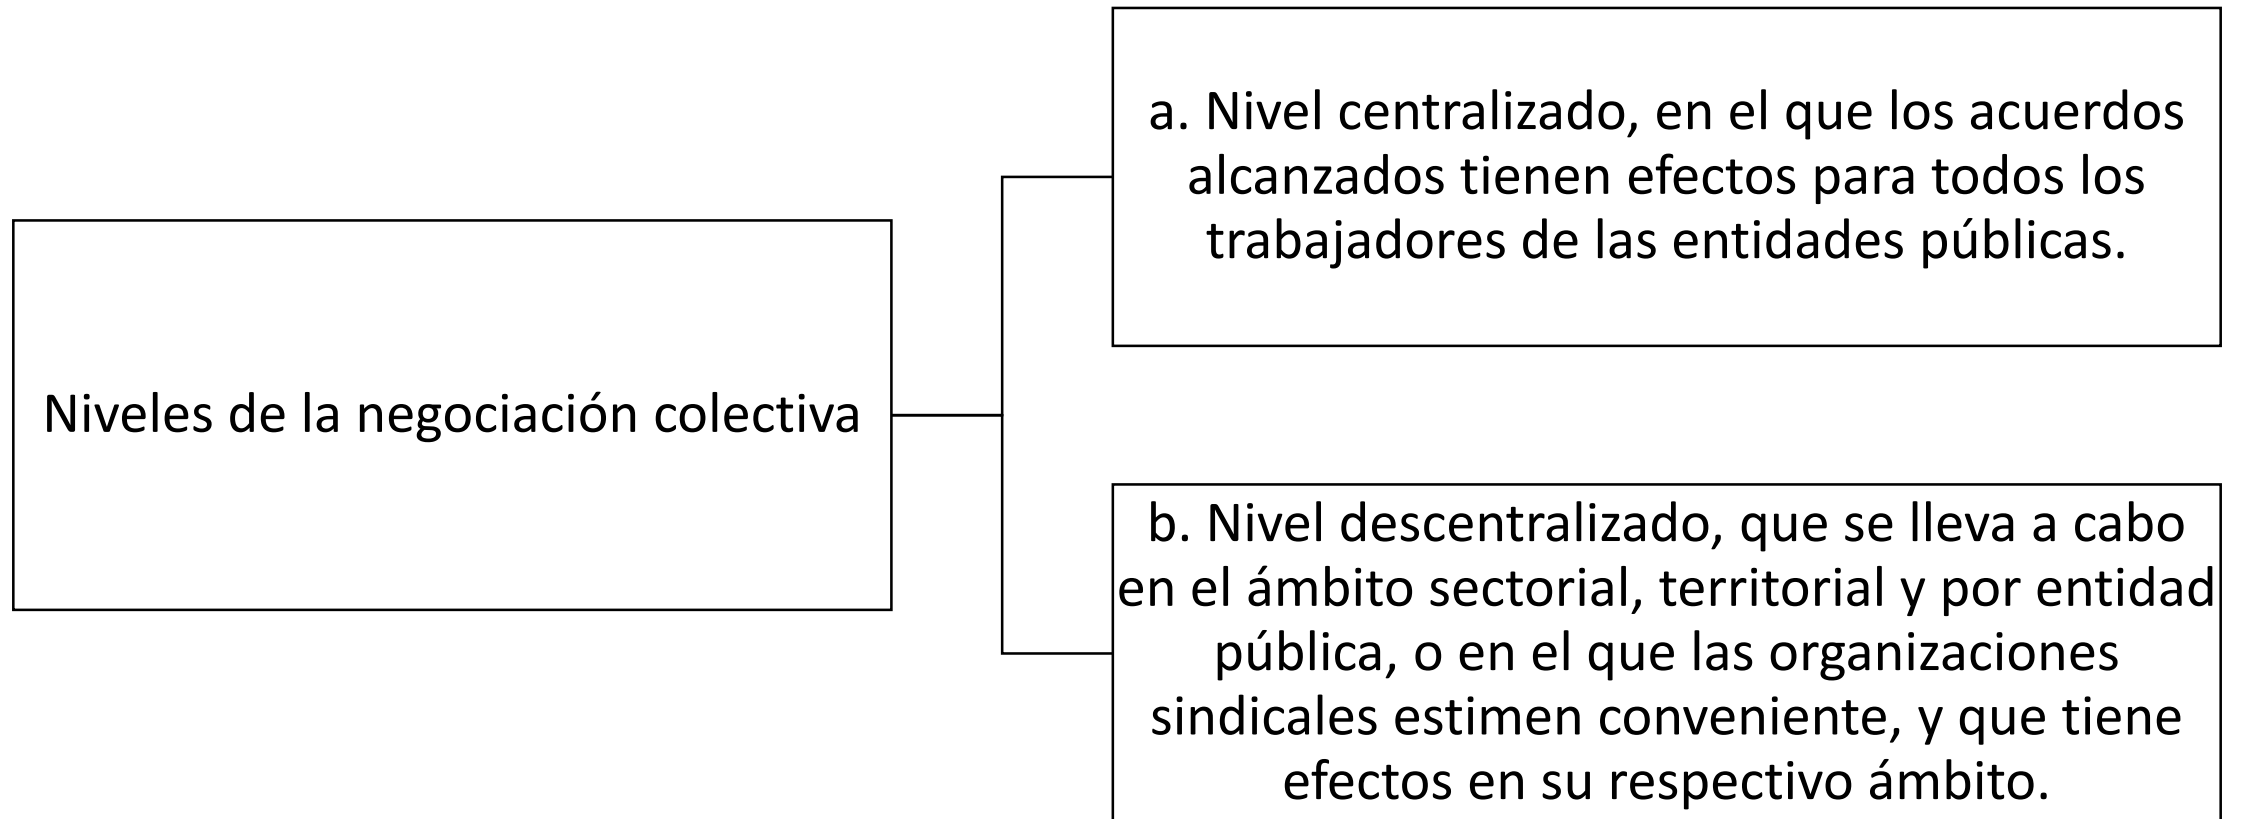 Niveles de la negociación colectiva
a. Nivel centralizado, en el que los acuerdos
alcanzados tienen efectos para todos los
trabajadores de las entidades públicas.
b. Nivel descentralizado, que se lleva a cabo
en el ámbito sectorial, territorial y por entidad
pública, o en el que las organizaciones
sindicales estimen conveniente, y que tiene
efectos en su respectivo ámbito.